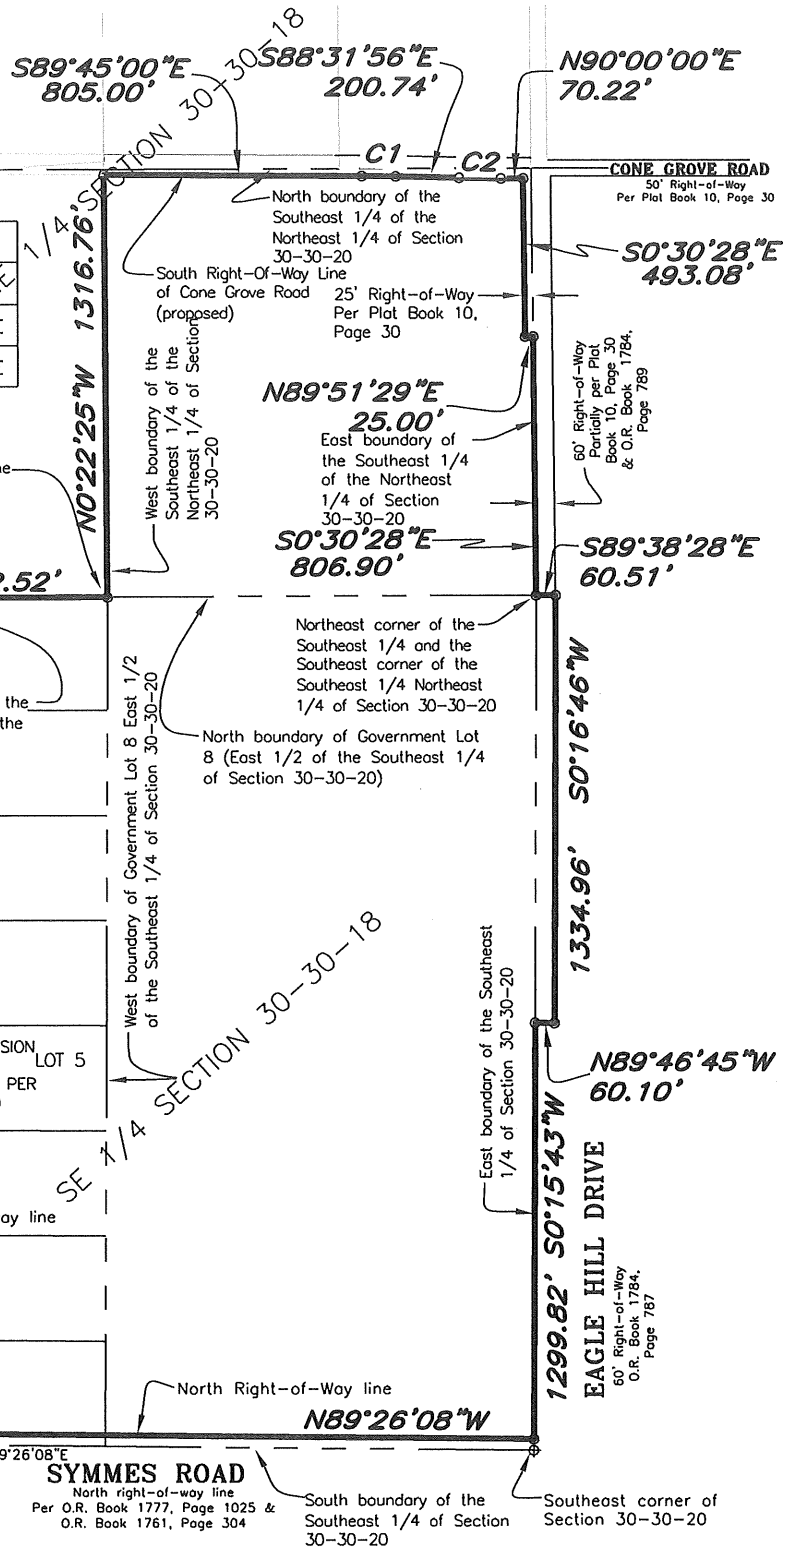 S89°45'00"E
805.00'
S88°31'56"E
200.74'
N90°00'00"E
70.22'
1/4 SECTION 30-30-18
C1
C2
CONE GROVE ROAD
50' Right-of-Way
Per Plat Book 10, Page 30
North boundary of the
Southeast 1/4 of the
Northeast 1/4 of Section
30-30-20
South Right-Of-Way Line
of Cone Grove Road
(proposed)
S0°30'28"E
493.08'
25' Right-of-Way
Per Plat Book 10,
Page 30
N0°22'25"W 1316.76'
West boundary of the
Southeast 1/4 of the
Northeast 1/4 of Section
30-30-20
N89°51'29"E
25.00'
60' Right-of-Way
Partially per Plat
Book 10, Page 30
& O.R. Book 1784,
Page 789
East boundary of
the Southeast 1/4
of the Northeast
1/4 of Section
30-30-20
S0°30'28"E
806.90'
S89°38'28"E
60.51'
.52'
Northeast corner of the
Southeast 1/4 and the
Southeast corner of the
Southeast 1/4 Northeast
1/4 of Section 30-30-20
the
the
North boundary of Government Lot
8 (East 1/2 of the Southeast 1/4
of Section 30-30-20)
West boundary of Government Lot 8 East 1/2
of the Southeast 1/4 of Section 30-30-20
S0°16'46"W
1334.96'
SE 1/4 SECTION 30-30-18
East boundary of the Southeast
1/4 of Section 30-30-20
SION
LOT 5
PER
N89°46'45"W
60.10'
ay line
1299.82' S0°15'43"W
EAGLE HILL DRIVE
60' Right-of-Way
O.R. Book 1784,
Page 787
North Right-of-Way line
N89°26'08"W
9°26'08"E
SYMMES ROAD
North right-of-way line
Per O.R. Book 1777, Page 1025 &
O.R. Book 1761, Page 304
South boundary of the
Southeast 1/4 of Section
30-30-20
Southeast corner of
Section 30-30-20